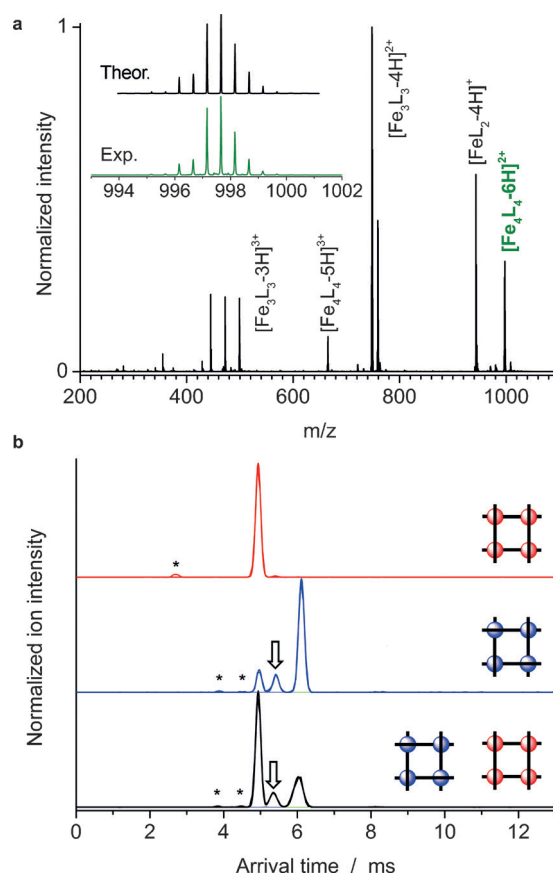 a
1
Normalized intensity
0
Theor.
Exp.
994 996 998 1000 1002
[Fe3L3-3H]3+
[Fe4L4-5H]3+
[Fe3L3-4H]2+
[FeL2-4H]+
[Fe4L4-6H]2+
200 400 600 800 1000
m/z
b
Normalized ion intensity
*
* *
* *
0 2 4 6 8 10 12
Arrival time / ms